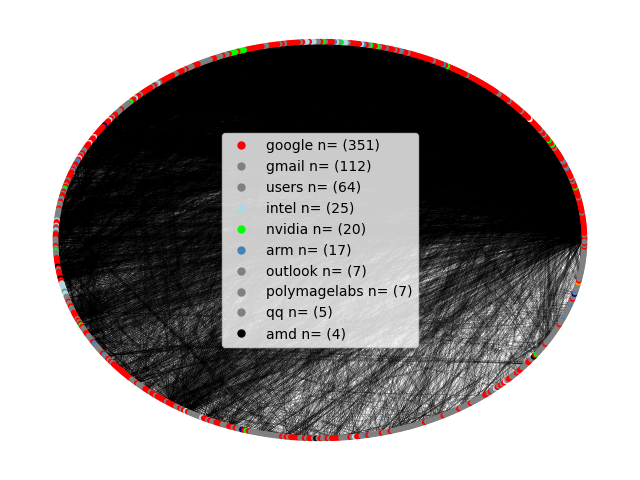 google n= (351)
gmail n= (112)
users n= (64)
intel n= (25)
nvidia n= (20)
arm n= (17)
outlook n= (7)
polymagelabs n= (7)
qq n= (5)
amd n= (4)